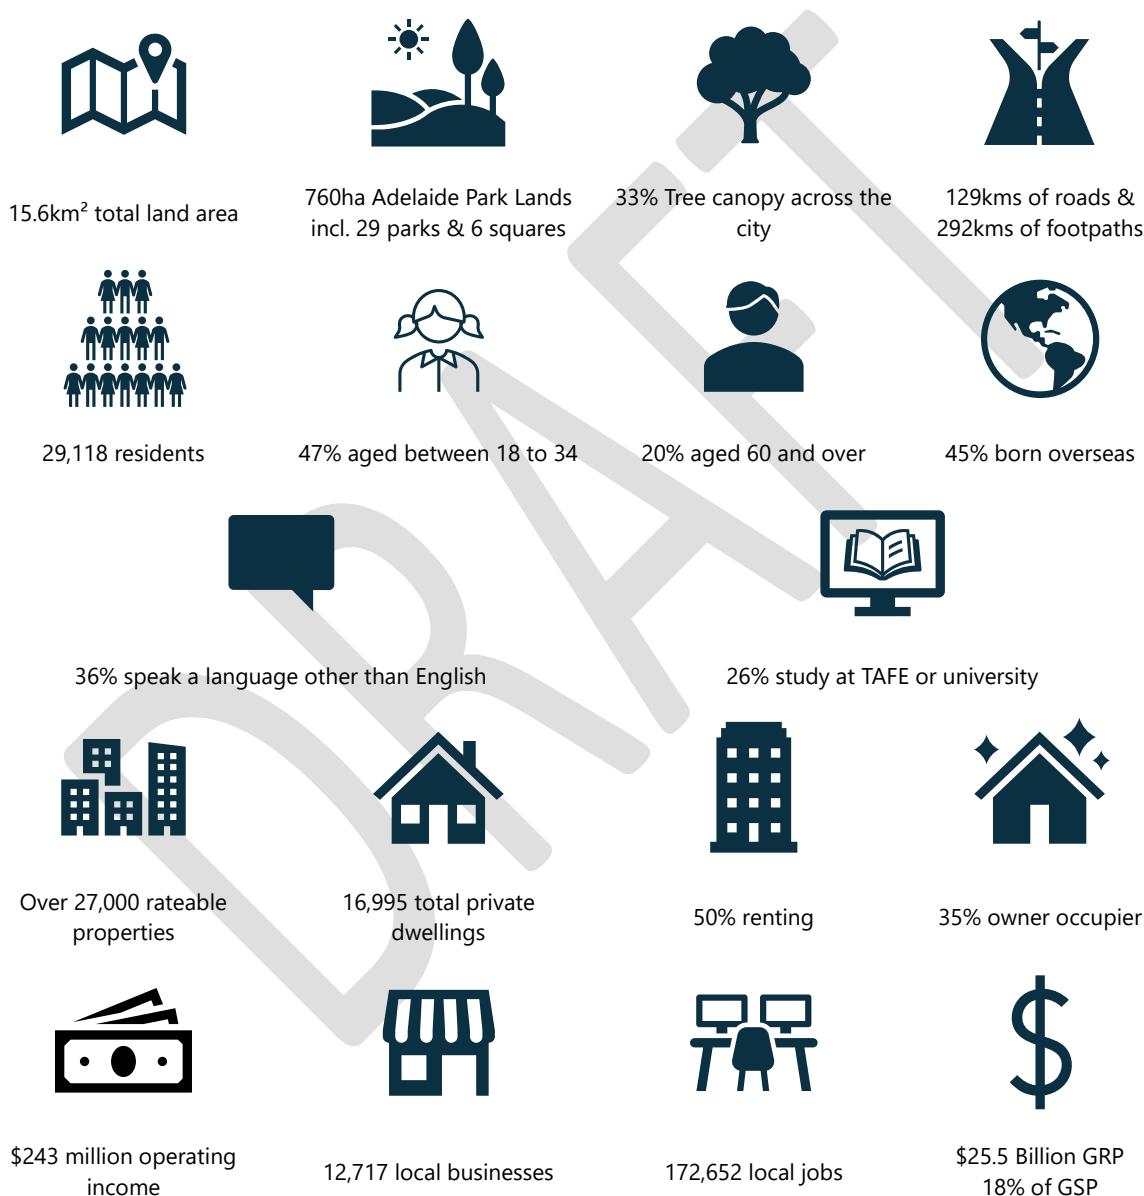 15.6km² total land area
760ha Adelaide Park Lands
incl. 29 parks & 6 squares
33% Tree canopy across the
city
129kms of roads &
292kms of footpaths
29,118 residents
47% aged between 18 to 34
20% aged 60 and over
45% born overseas
36% speak a language other than English
26% study at TAFE or university
Over 27,000 rateable
properties
16,995 total private
dwellings
50% renting
35% owner occupier
$243 million operating
income
12,717 local businesses
172,652 local jobs
$25.5 Billion GRP
18% of GSP
DRAFT